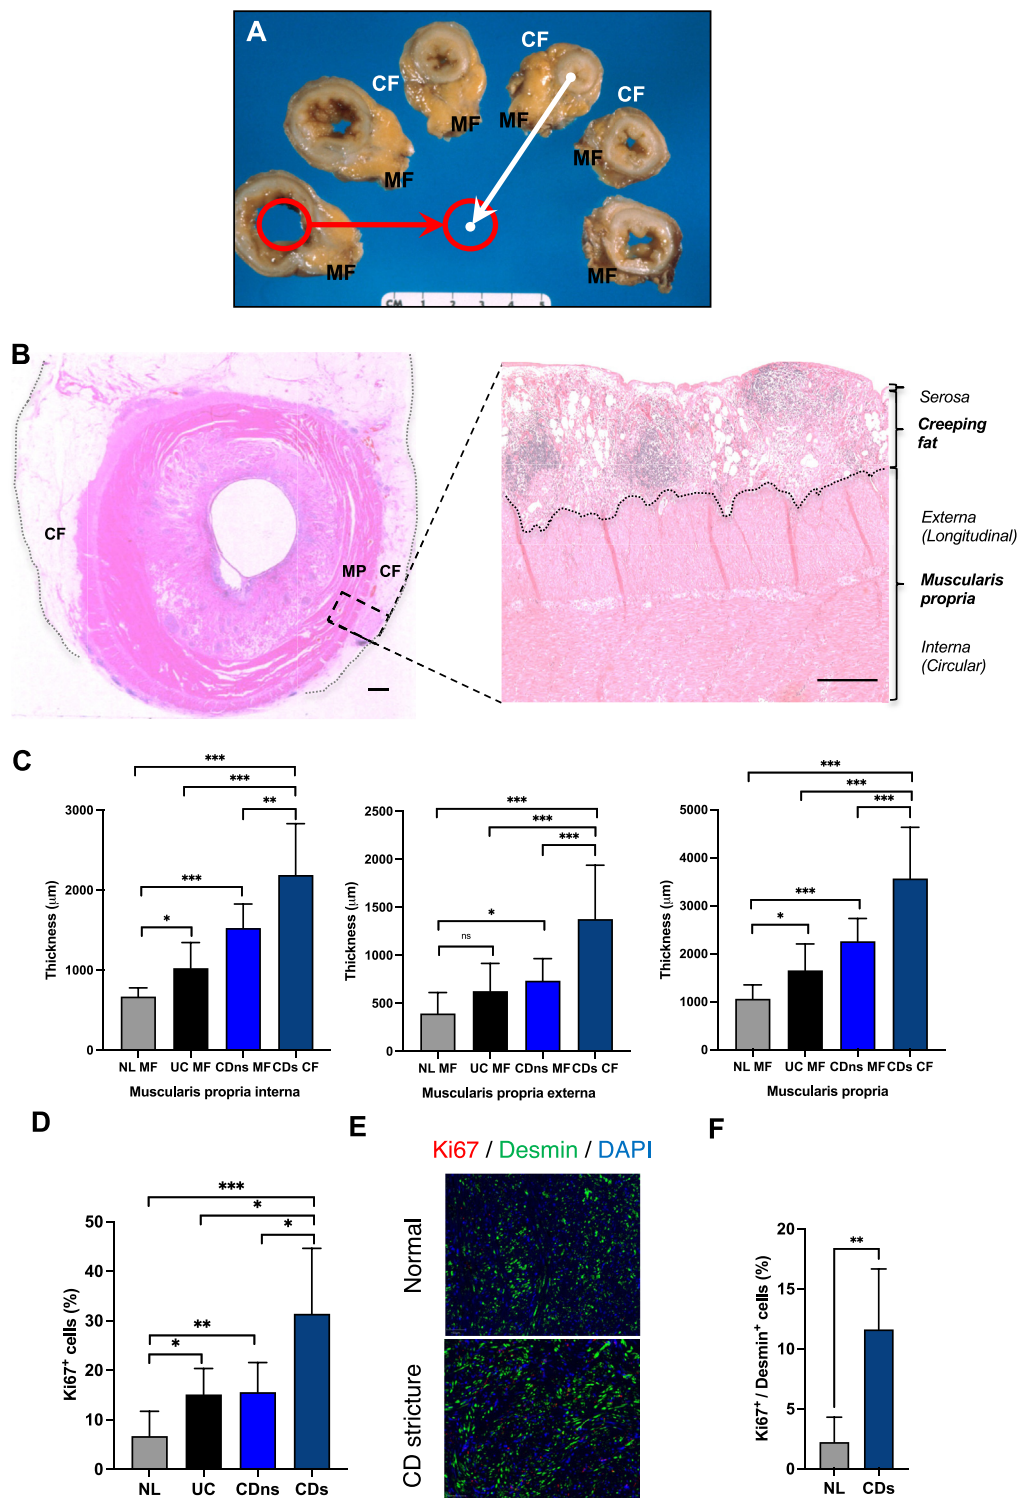 A
CF
CF
CF
MF
MF
MF
MF
MF
MF
CM 1 2 3 4 5
B
CF
MP
CF
Serosa
Creeping
fat
Externa
(Longitudinal)
Muscularis
propria
Interna
(Circular)
C
Thickness (μm)
3000
2000
1000
0
***
***
**
***
*
NL MF UC MF CDns MF CDs CF
Muscularis propria interna
Thickness (μm)
2500
2000
1500
1000
500
0
***
***
***
*
ns
NL MF UC MF CDns MF CDs CF
Muscularis propria externa
Thickness (μm)
5000
4000
3000
2000
1000
0
***
***
***
***
*
NL MF UC MF CDns MF CDs CF
Muscularis propria
D
Ki67+ cells (%)
50
40
30
20
10
0
***
*
*
**
*
NL UC CDns CDs
E
Ki67 / Desmin / DAPI
Normal
CD stricture
F
Ki67+ / Desmin+ cells (%)
20
15
10
5
0
**
NL CDs